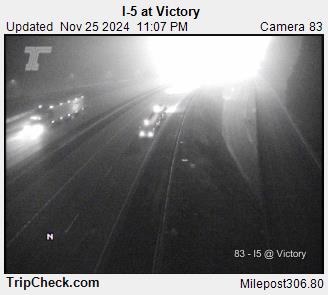 I-5 at Victory
Updated Nov 25 2024 11:07 PM Camera 83
T
N
83 - I5 @ Victory
TripCheck.com Milepost306.80